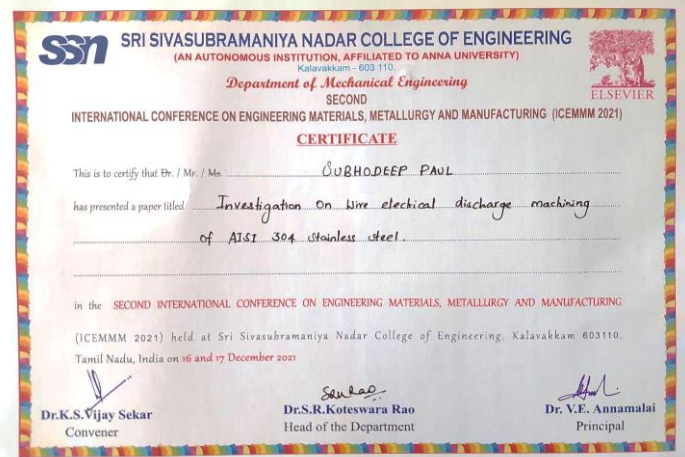 ssn
SRI SIVASUBRAMANIYA NADAR COLLEGE OF ENGINEERING
(AN AUTONOMOUS INSTITUTION, AFFILIATED TO ANNA UNIVERSITY)
Kalavakkam - 603 110.
ELSEVIER
Department of Mechanical Engineering
SECOND
INTERNATIONAL CONFERENCE ON ENGINEERING MATERIALS, METALLURGY AND MANUFACTURING (ICEMMM 2021)
CERTIFICATE
This is to certify that Dr. / Mr. / Ms. SUBHODEEP PAUL
has presented a paper titled Investigation On Wire electical discharge machining
of AISI 304 stainless steel.
in the SECOND INTERNATIONAL CONFERENCE ON ENGINEERING MATERIALS, METALLURGY AND MANUFACTURING
(ICEMMM 2021) held at Sri Sivasubramaniya Nadar College of Engineering, Kalavakkam 603110,
Tamil Nadu, India on 16 and 17 December 2021
Dr.K.S.Vijay Sekar
Convener
Dr.S.R.Koteswara Rao
Head of the Department
Dr. V.E. Annamalai
Principal